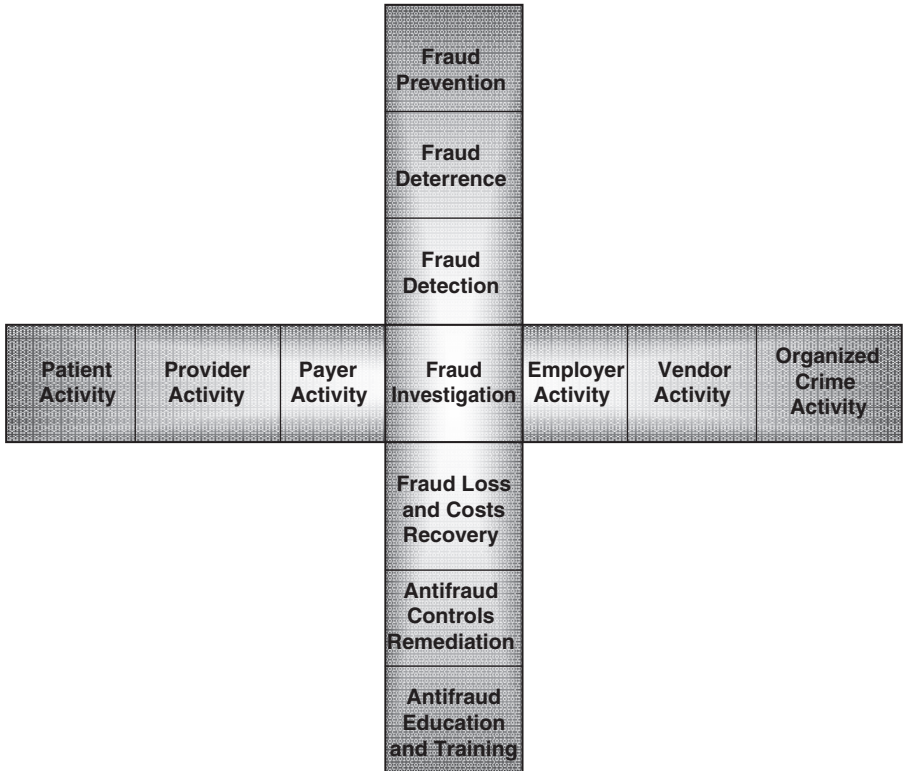 Fraud
Prevention
Fraud
Deterrence
Fraud
Detection
Patient
Activity
Provider
Activity
Payer
Activity
Fraud
Investigation
Employer
Activity
Vendor
Activity
Organized
Crime
Activity
Fraud Loss
and Costs
Recovery
Antifraud
Controls
Remediation
Antifraud
Education
and Training